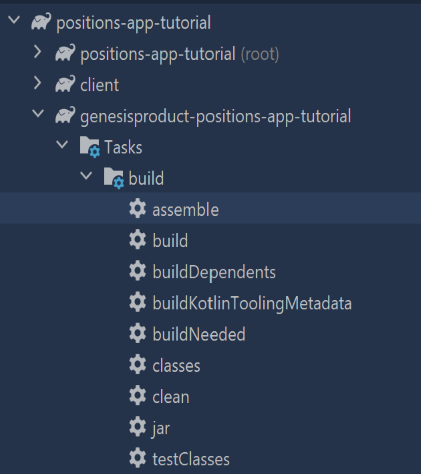 positions-app-tutorial
positions-app-tutorial (root)
client
genesisproduct-positions-app-tutorial
Tasks
build
assemble
build
buildDependents
buildKotlinToolingMetadata
buildNeeded
classes
clean
jar
testClasses